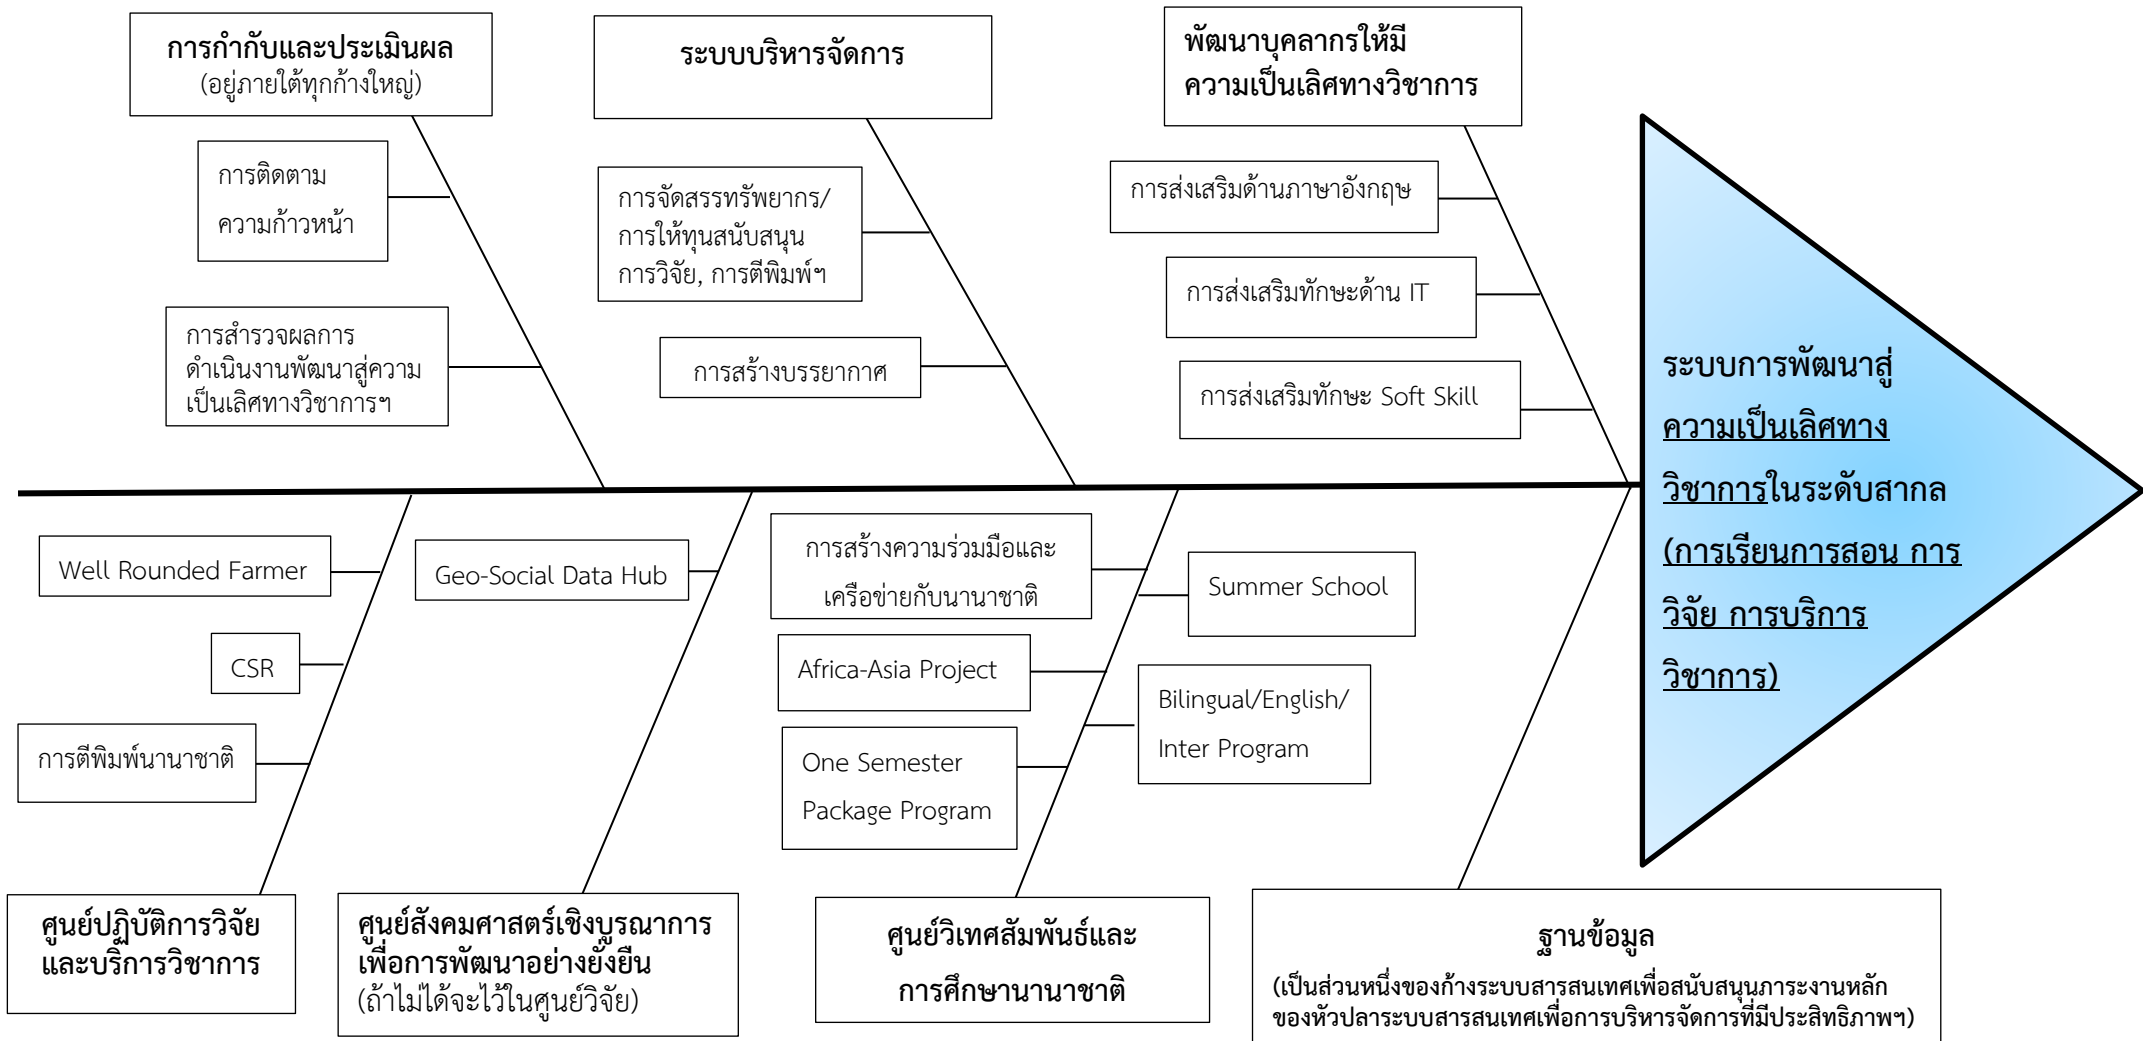 การกำกับและประเมินผล
(อยู่ภายใต้ทุกก้างใหญ่)
ระบบบริหารจัดการ
พัฒนาบุคลากรให้มี
ความเป็นเลิศทางวิชาการ
การติดตาม
ความก้าวหน้า
การสำรวจผลการ
ดำเนินงานพัฒนาสู่ความ
เป็นเลิศทางวิชาการฯ
การจัดสรรทรัพยากร/
การให้ทุนสนับสนุน
การวิจัย, การตีพิมพ์ฯ
การสร้างบรรยากาศ
การส่งเสริมด้านภาษาอังกฤษ
การส่งเสริมทักษะด้าน IT
การส่งเสริมทักษะ Soft Skill
ระบบการพัฒนาสู่
ความเป็นเลิศทาง
วิชาการในระดับสากล
(การเรียนการสอน การ
วิจัย การบริการ
วิชาการ)
Well Rounded Farmer
CSR
การตีพิมพ์นานาชาติ
Geo-Social Data Hub
การสร้างความร่วมมือและ
เครือข่ายกับนานาชาติ
Africa-Asia Project
One Semester
Package Program
Summer School
Bilingual/English/
Inter Program
ศูนย์ปฏิบัติการวิจัย
และบริการวิชาการ
ศูนย์สังคมศาสตร์เชิงบูรณาการ
เพื่อการพัฒนาอย่างยั่งยืน
(ถ้าไม่ได้จะไว้ในศูนย์วิจัย)
ศูนย์วิเทศสัมพันธ์และ
การศึกษานานาชาติ
ฐานข้อมูล
(เป็นส่วนหนึ่งของก้างระบบสารสนเทศเพื่อสนับสนุนภาระงานหลัก
ของหัวปลาระบบสารสนเทศเพื่อการบริหารจัดการที่มีประสิทธิภาพฯ)